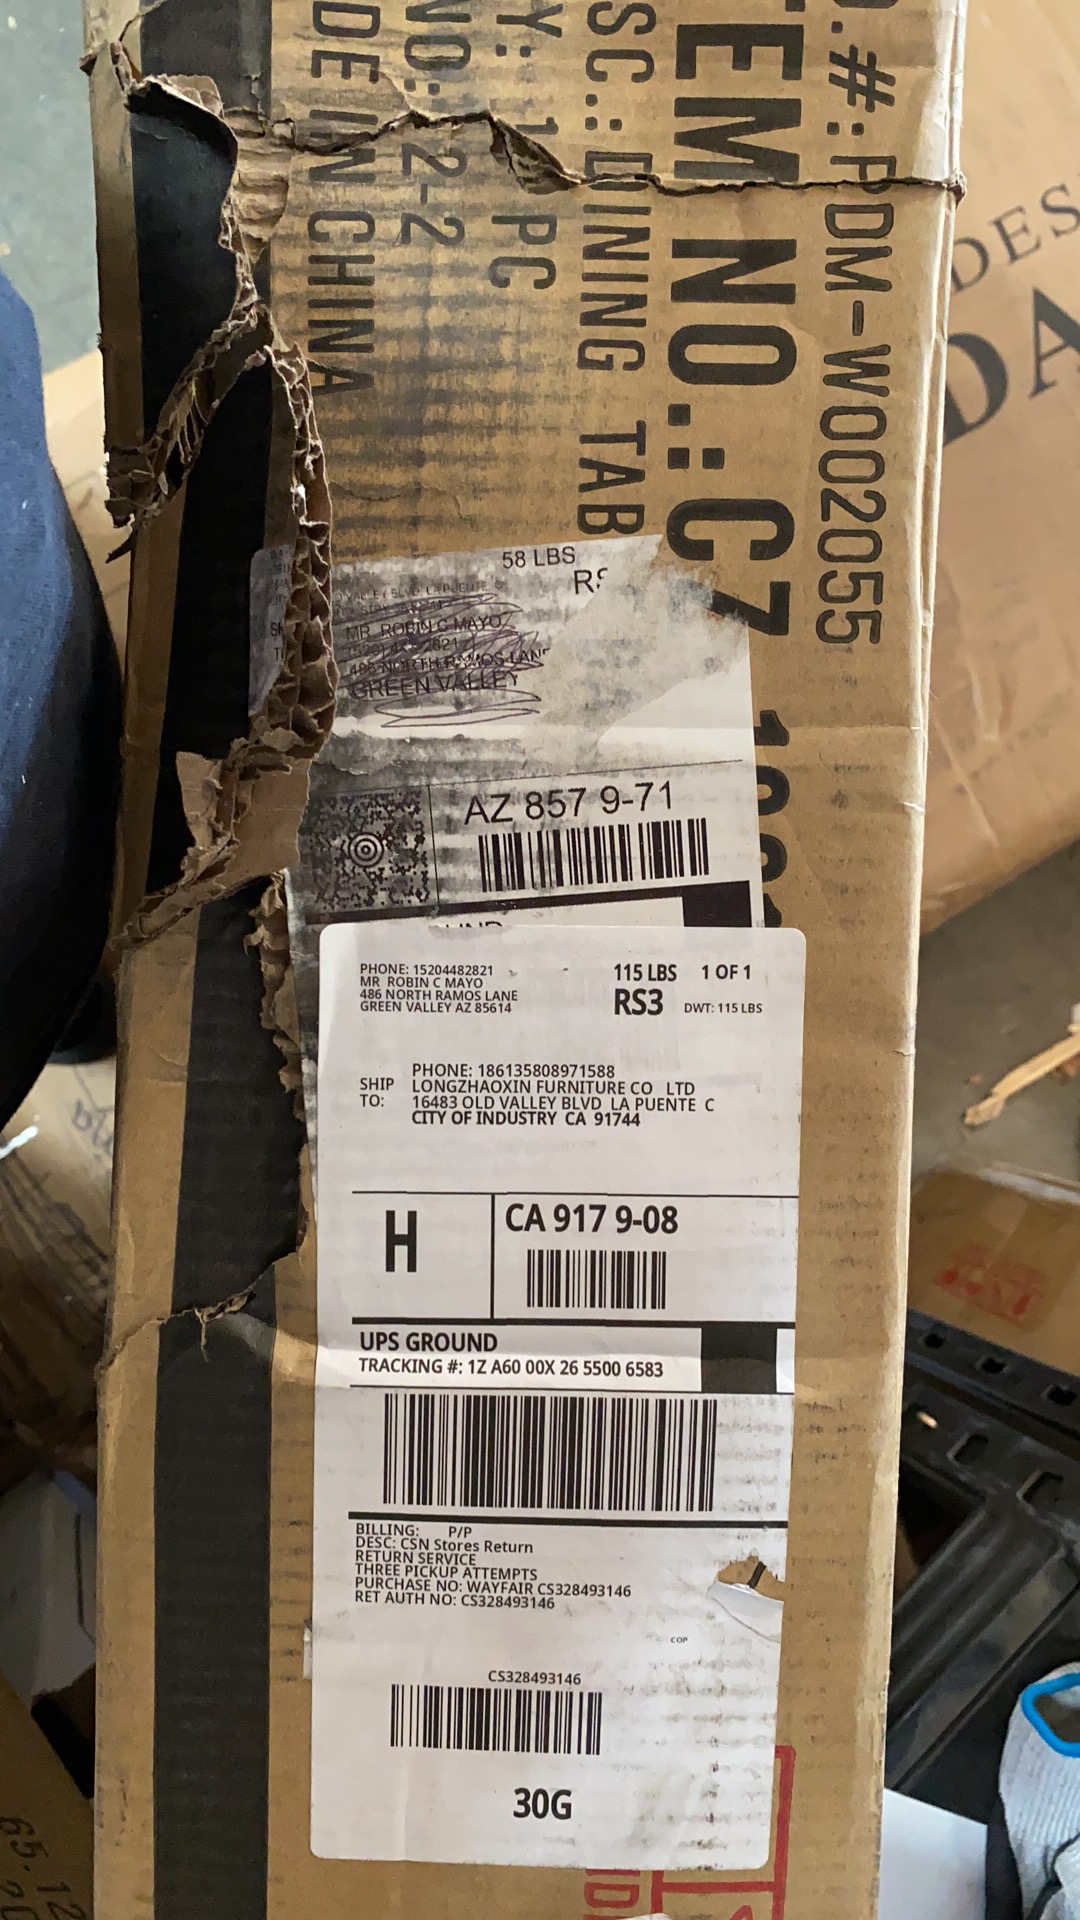 P.#: PDM-W002055
EM NO.: CZ 1001
SC.: DINING TAB
Y: 1 PC
NO: 2-2
DE IN CHINA
DES
DA
58 LBS
MR ROBIN C MAYO
GREEN VALLEY
AZ 857 9-71
PHONE: 15204482821
MR ROBIN C MAYO
486 NORTH RAMOS LANE
GREEN VALLEY AZ 85614
115 LBS 1 OF 1
RS3 DWT: 115 LBS
PHONE: 186135808971588
SHIP LONGZHAOXIN FURNITURE CO LTD
TO: 16483 OLD VALLEY BLVD LA PUENTE C
CITY OF INDUSTRY CA 91744
H
CA 917 9-08
UPS GROUND
TRACKING #: 1Z A60 00X 26 5500 6583
BILLING: P/P
DESC: CSN Stores Return
RETURN SERVICE
THREE PICKUP ATTEMPTS
PURCHASE NO: WAYFAIR CS328493146
RET AUTH NO: CS328493146
COP
CS328493146
30G